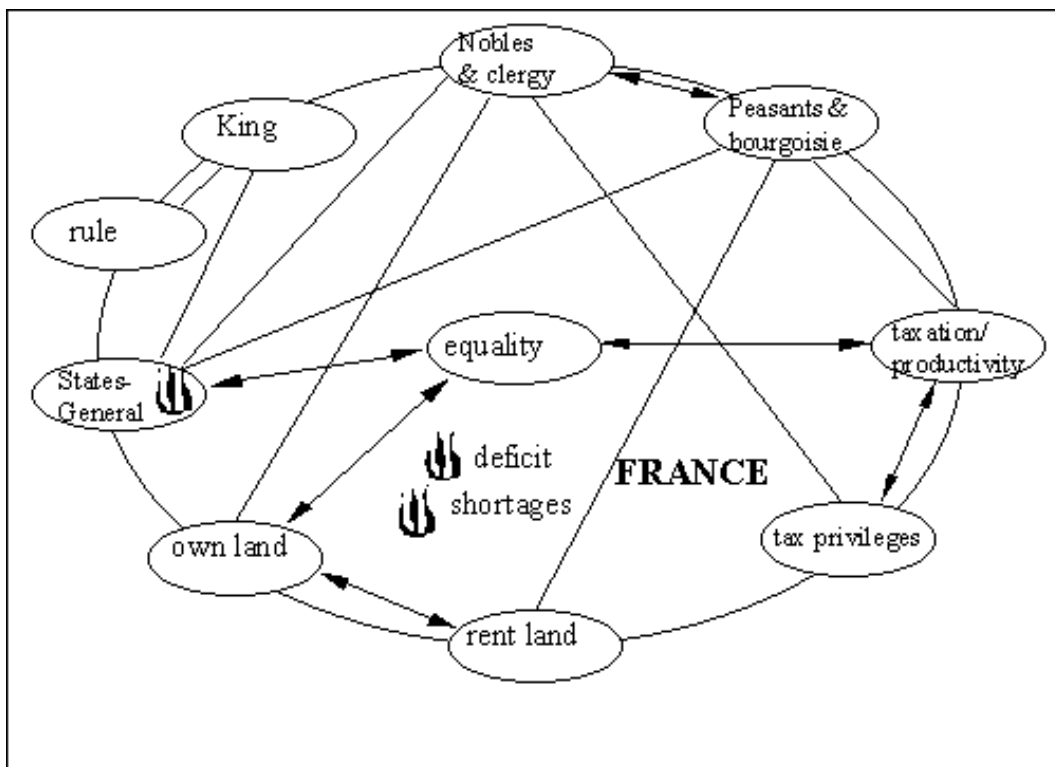 Nobles
& clergy
King
Peasants &
bourgoisie
rule
equality
taxation/
productivity
States-
General
deficit
shortages
FRANCE
own land
tax privileges
rent land